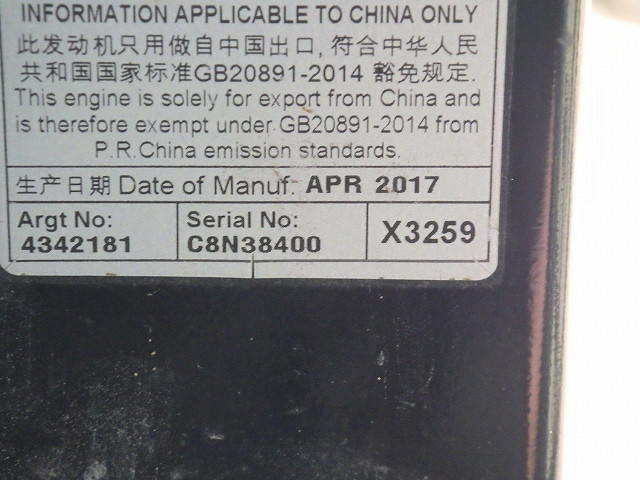 INFORMATION APPLICABLE TO CHINA ONLY
此发动机只用做自中国出口, 符合中华人民
共和国国家标准GB20891-2014 豁免规定.
This engine is solely for export from China and
is therefore exempt under GB20891-2014 from
P.R.China emission standards.
生产日期 Date of Manuf: APR 2017
Argt No: Serial No: X3259
4342181 C8N38400